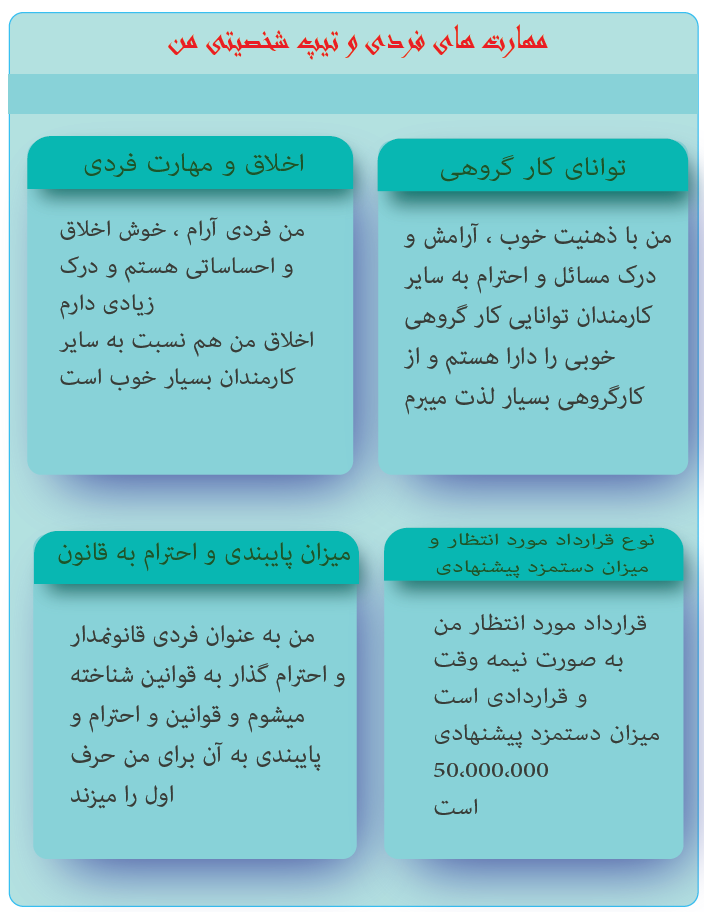 مهارت های فردی و تیپ شخصیتی من
توانای کار گروهی
من با ذهنیت خوب ، آرامش و
درک مسائل و احترام به سایر
کارمندان توانایی کار گروهی
خوبی را دارا هستم و از
کارگروهی بسیار لذت میبرم
اخلاق و مهارت فردی
من فردی آرام ، خوش اخلاق
و احساساتی هستم و درک
زیادی دارم
اخلاق من هم نسبت به سایر
کارمندان بسیار خوب است
نوع قرارداد مورد انتظار و
میزان دستمزد پیشنهادی
قرارداد مورد انتظار من
به صورت نیمه وقت
و قراردادی است
میزان دستمزد پیشنهادی
50،000،000
است
میزان پایبندی و احترام به قانون
من به عنوان فردی قانونمدار
و احترام گذار به قوانین شناخته
میشوم و قوانین و احترام و
پایبندی به آن برای من حرف
اول را میزند